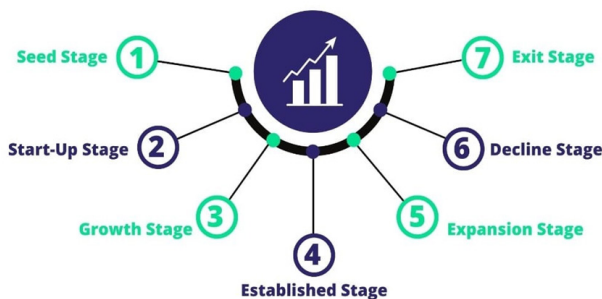 Seed Stage 1
2 Start-Up Stage
3 Growth Stage
4 Established Stage
5 Expansion Stage
6 Decline Stage
7 Exit Stage